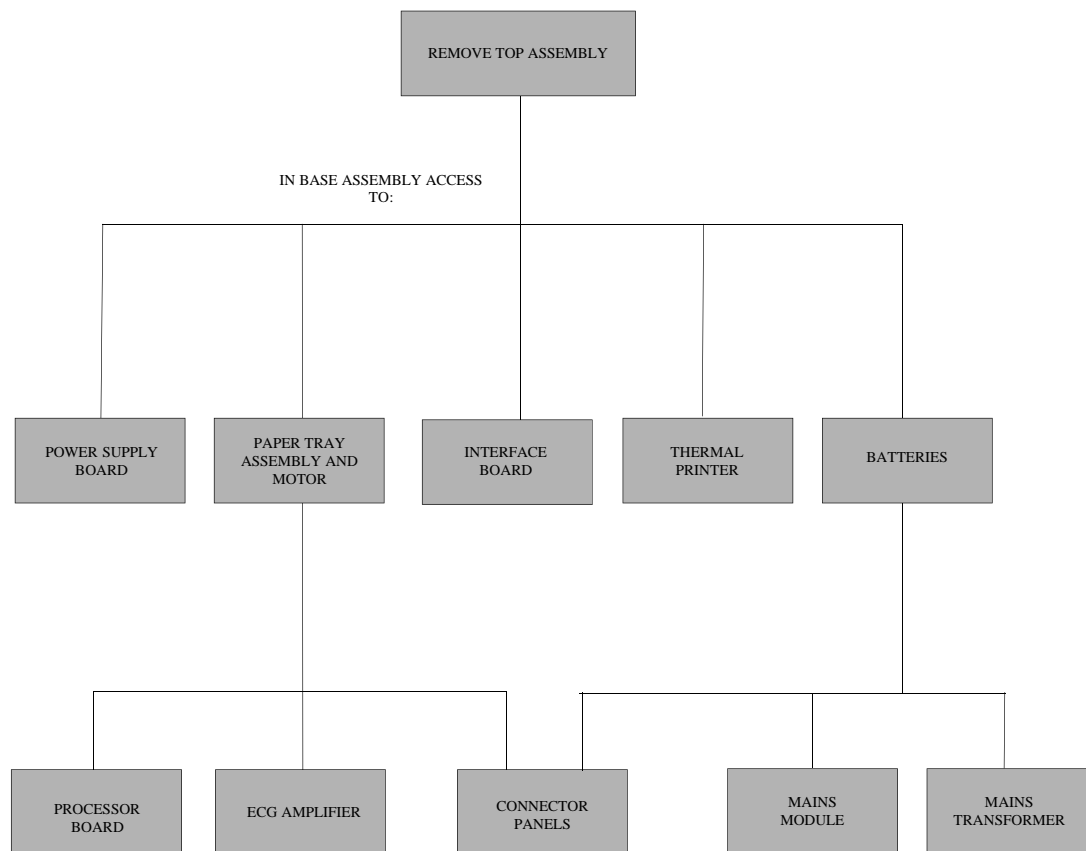 REMOVE TOP ASSEMBLY
IN BASE ASSEMBLY ACCESS
TO:
POWER SUPPLY
BOARD
PAPER TRAY
ASSEMBLY AND
MOTOR
INTERFACE
BOARD
THERMAL
PRINTER
BATTERIES
PROCESSOR
BOARD
ECG AMPLIFIER
CONNECTOR
PANELS
MAINS
MODULE
MAINS
TRANSFORMER